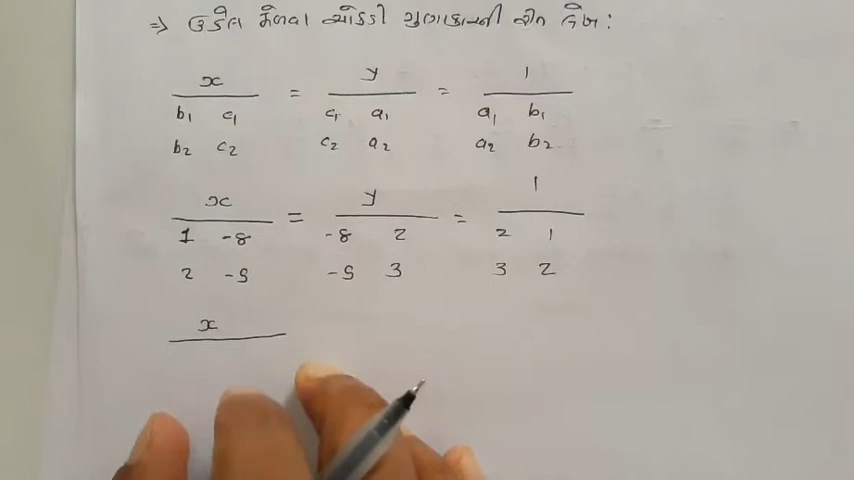 ⇒ ઉકેલ મેળવા ચોકડી ગુણાકારની રીત લેખ :
x = y = 1
b₁ c₁ c₁ a₁ a₁ b₁
b₂ c₂ c₂ a₂ a₂ b₂
x = y = 1
1 -8 -8 2 2 1
2 -5 -5 3 3 2
x